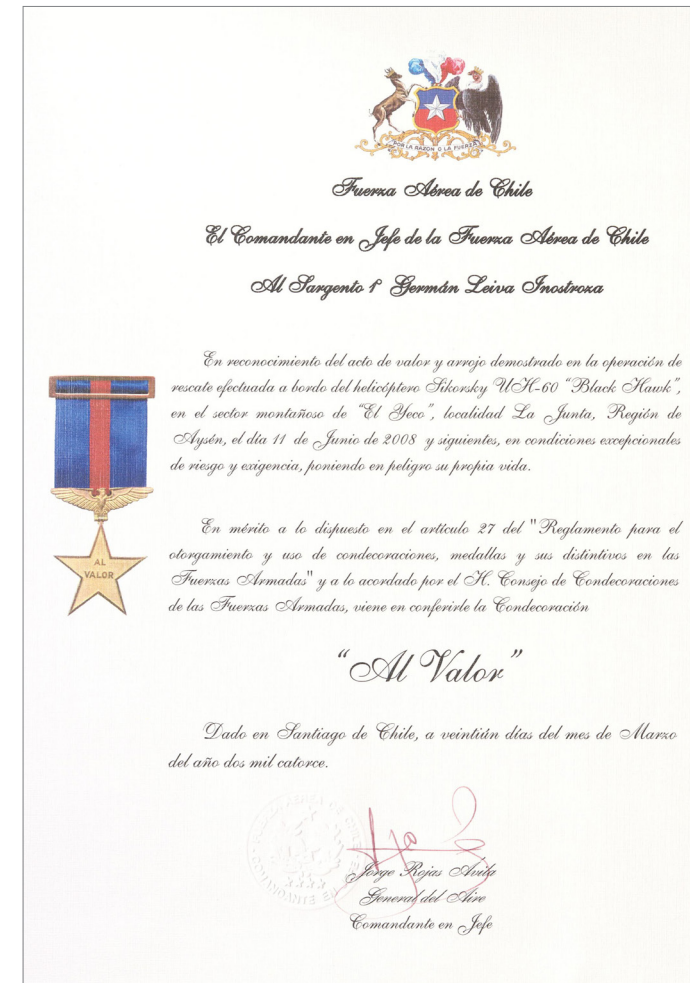 POR LA RAZON O LA FUERZA
Fuerza Aérea de Chile
El Comandante en Jefe de la Fuerza Aérea de Chile
Al Sargento 1º Germán Leiva Inostroza
En reconocimiento del acto de valor y arrojo demostrado en la operación de
rescate efectuada a bordo del helicóptero Sikorsky UH-60 “Black Hawk”,
en el sector montañoso de “El Yeco”, localidad La Junta, Región de
Aysén, el día 11 de Junio de 2008 y siguientes, en condiciones excepcionales
de riesgo y exigencia, poniendo en peligro su propia vida.
En mérito a lo dispuesto en el artículo 27 del "Reglamento para el
otorgamiento y uso de condecoraciones, medallas y sus distintivos en las
Fuerzas Armadas" y a lo acordado por el H. Consejo de Condecoraciones
de las Fuerzas Armadas, viene en conferirle la Condecoración
AL
VALOR
“Al Valor”
Dado en Santiago de Chile, a veintiún días del mes de Marzo
del año dos mil catorce.
Jorge Rojas Avila
General del Aire
Comandante en Jefe